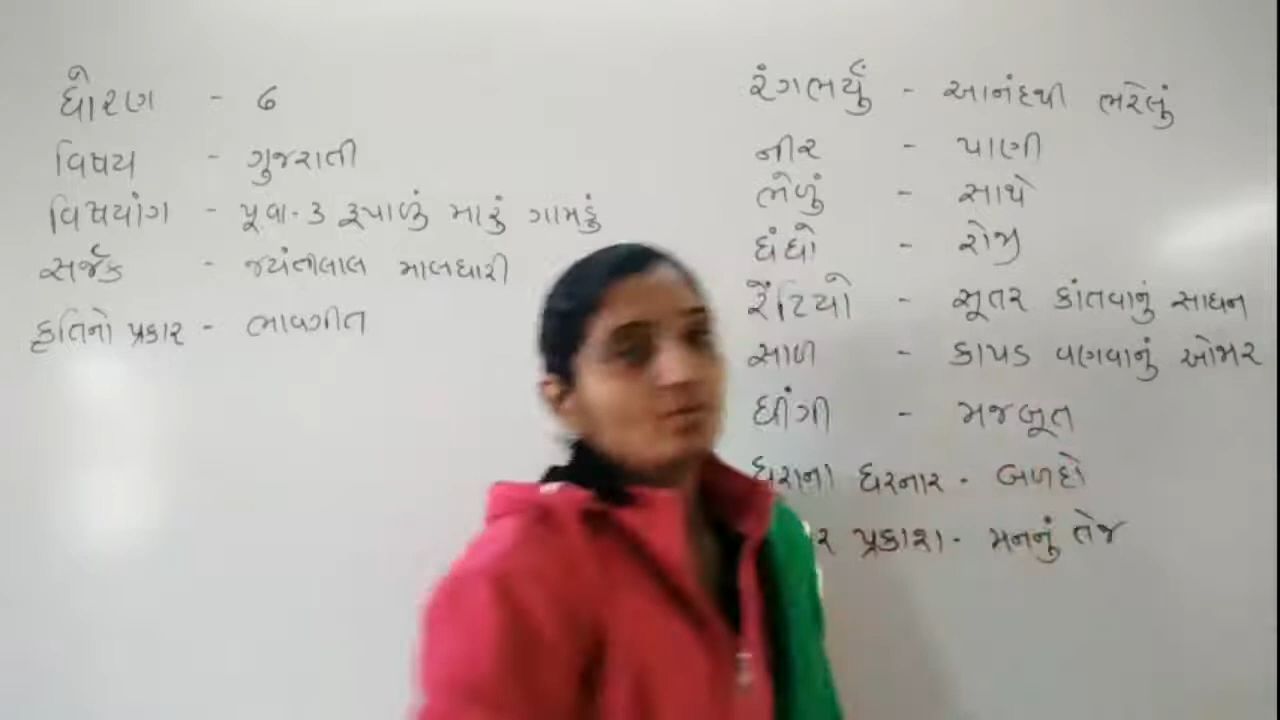 ધોરણ - ૬
વિષય - ગુજરાતી
વિષયાંગ - પૂવા-3 રૂપાળું મારું ગામડું
સર્જક - જયંતીલાલ માલધારી
કૃતિનો પ્રકાર - ભાવગીત
રંગભર્યું - આનંદથી ભરેલું
નીર - પાણી
ભેળું - સાથે
ધંધો - રોજી
રેંટિયો - સૂતર કાંતવાનું સાધન
સાળ - કાપડ વણવાનું ઓજાર
ધીંગી - મજબૂત
ધરાના ધરનાર - બળદો
પ્રકાશ - મનનું તેજ